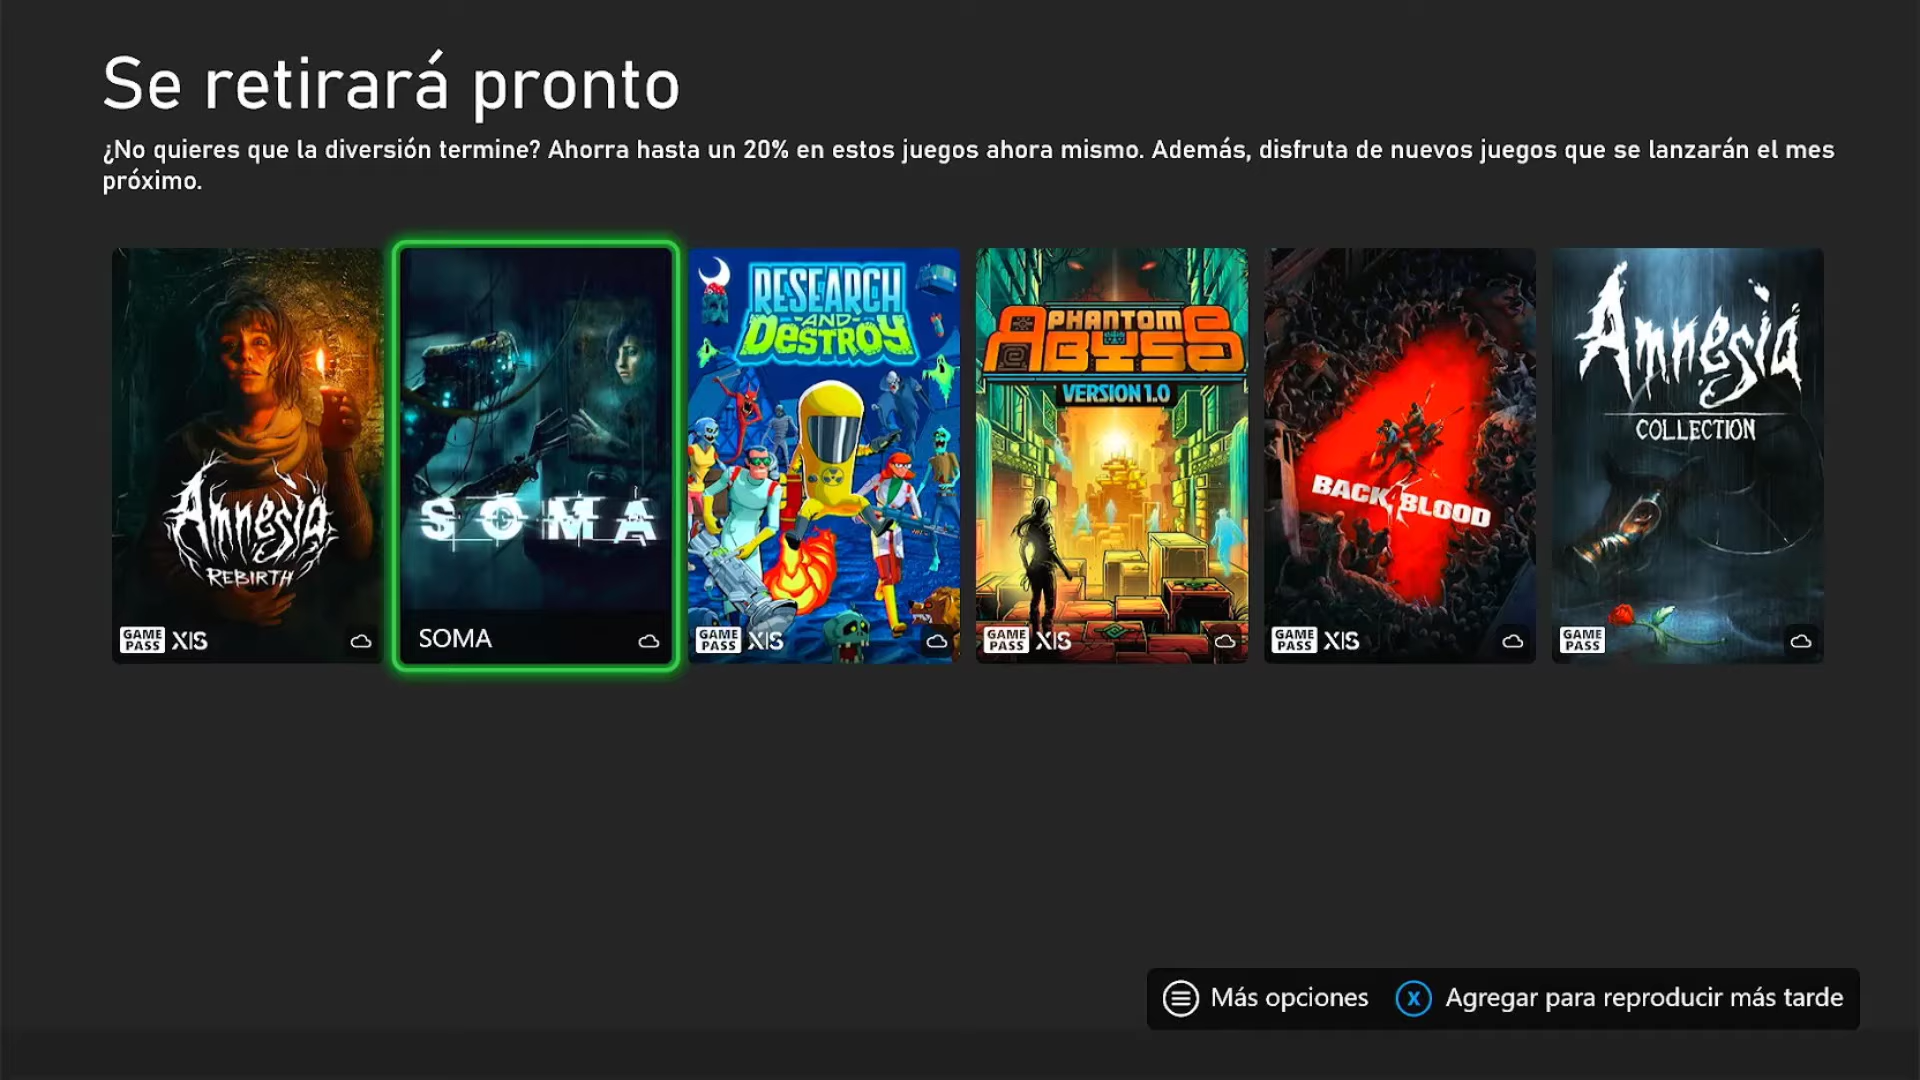 Se retirará pronto
¿No quieres que la diversión termine? Ahorra hasta un 20% en estos juegos ahora mismo. Además, disfruta de nuevos juegos que se lanzarán el mes
próximo.
Amnesia
REBIRTH
GAME
PASS
X|S
SOMA
SOMA
RESEARCH
-AND-
DESTROY
GAME
PASS
X|S
PHANTOM
ABYSS
VERSION 1.0
GAME
PASS
X|S
BACK 4 BLOOD
GAME
PASS
X|S
Amnesia
COLLECTION
GAME
PASS
Más opciones
X Agregar para reproducir más tarde